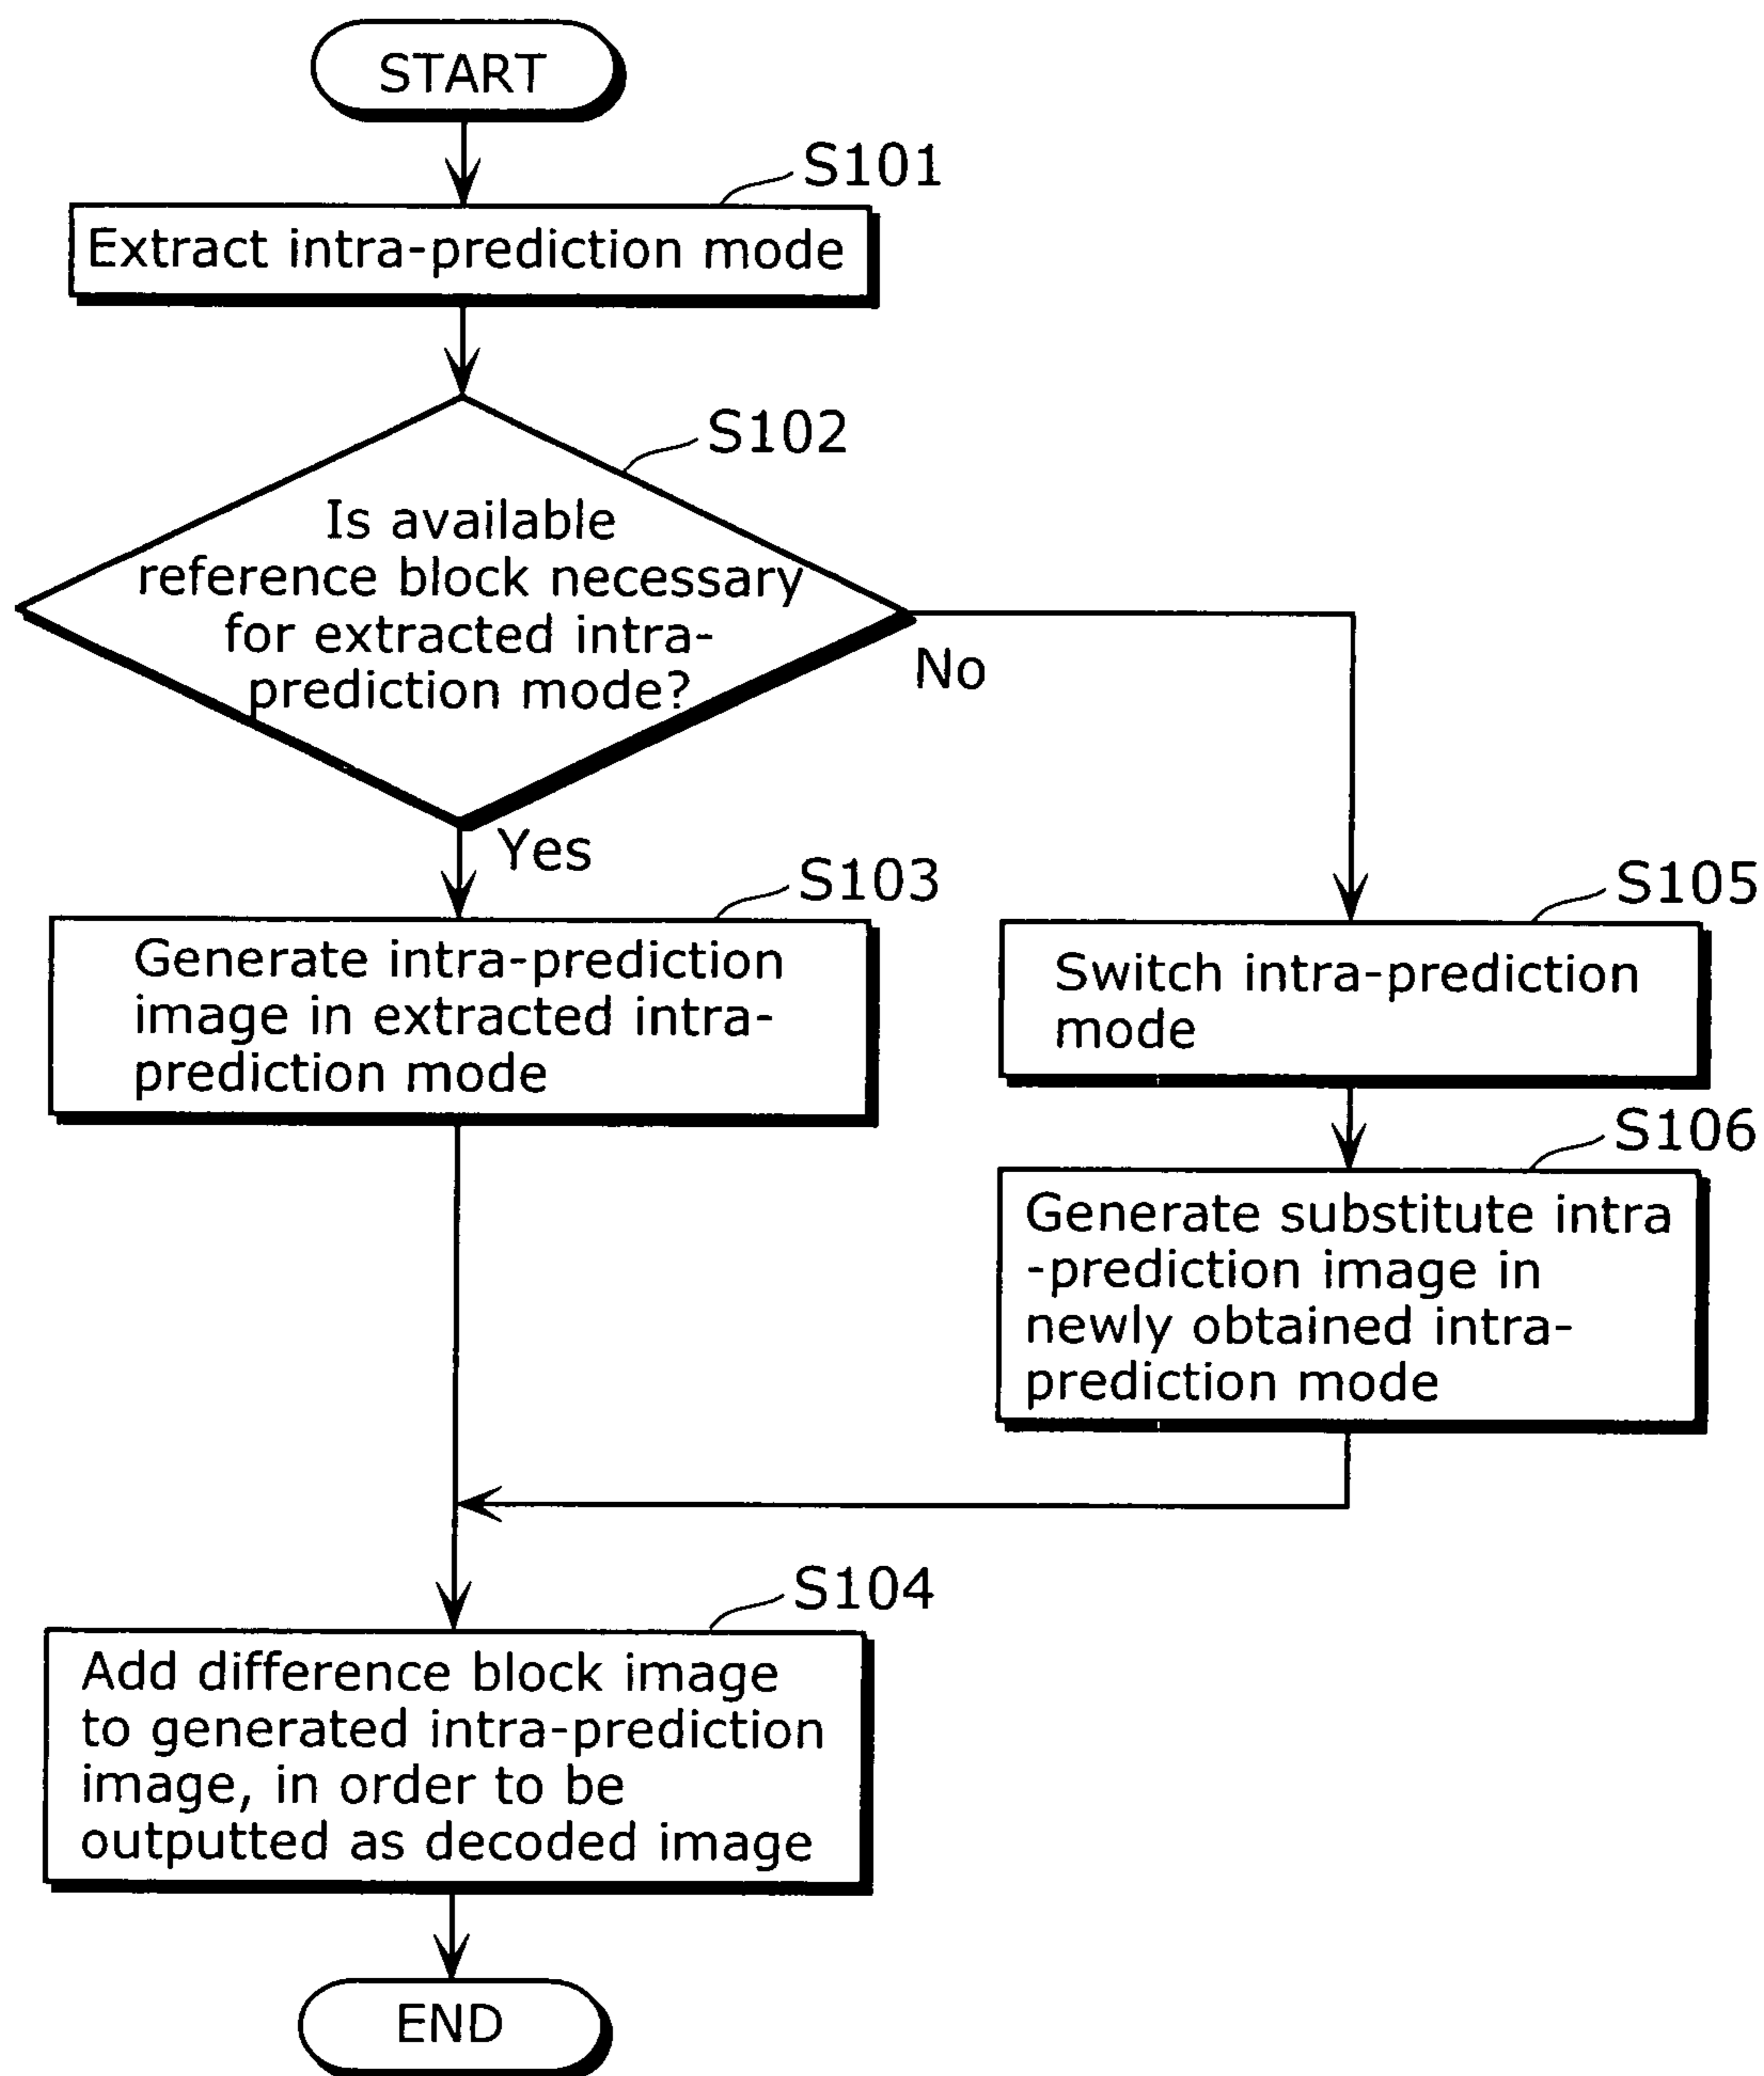 START
S101
Extract intra-prediction mode
S102
Is available
reference block necessary
for extracted intra-
prediction mode?
No
Yes
S103
Generate intra-prediction
image in extracted intra-
prediction mode
S105
Switch intra-prediction
mode
S106
Generate substitute intra
-prediction image in
newly obtained intra-
prediction mode
S104
Add difference block image
to generated intra-prediction
image, in order to be
outputted as decoded image
END